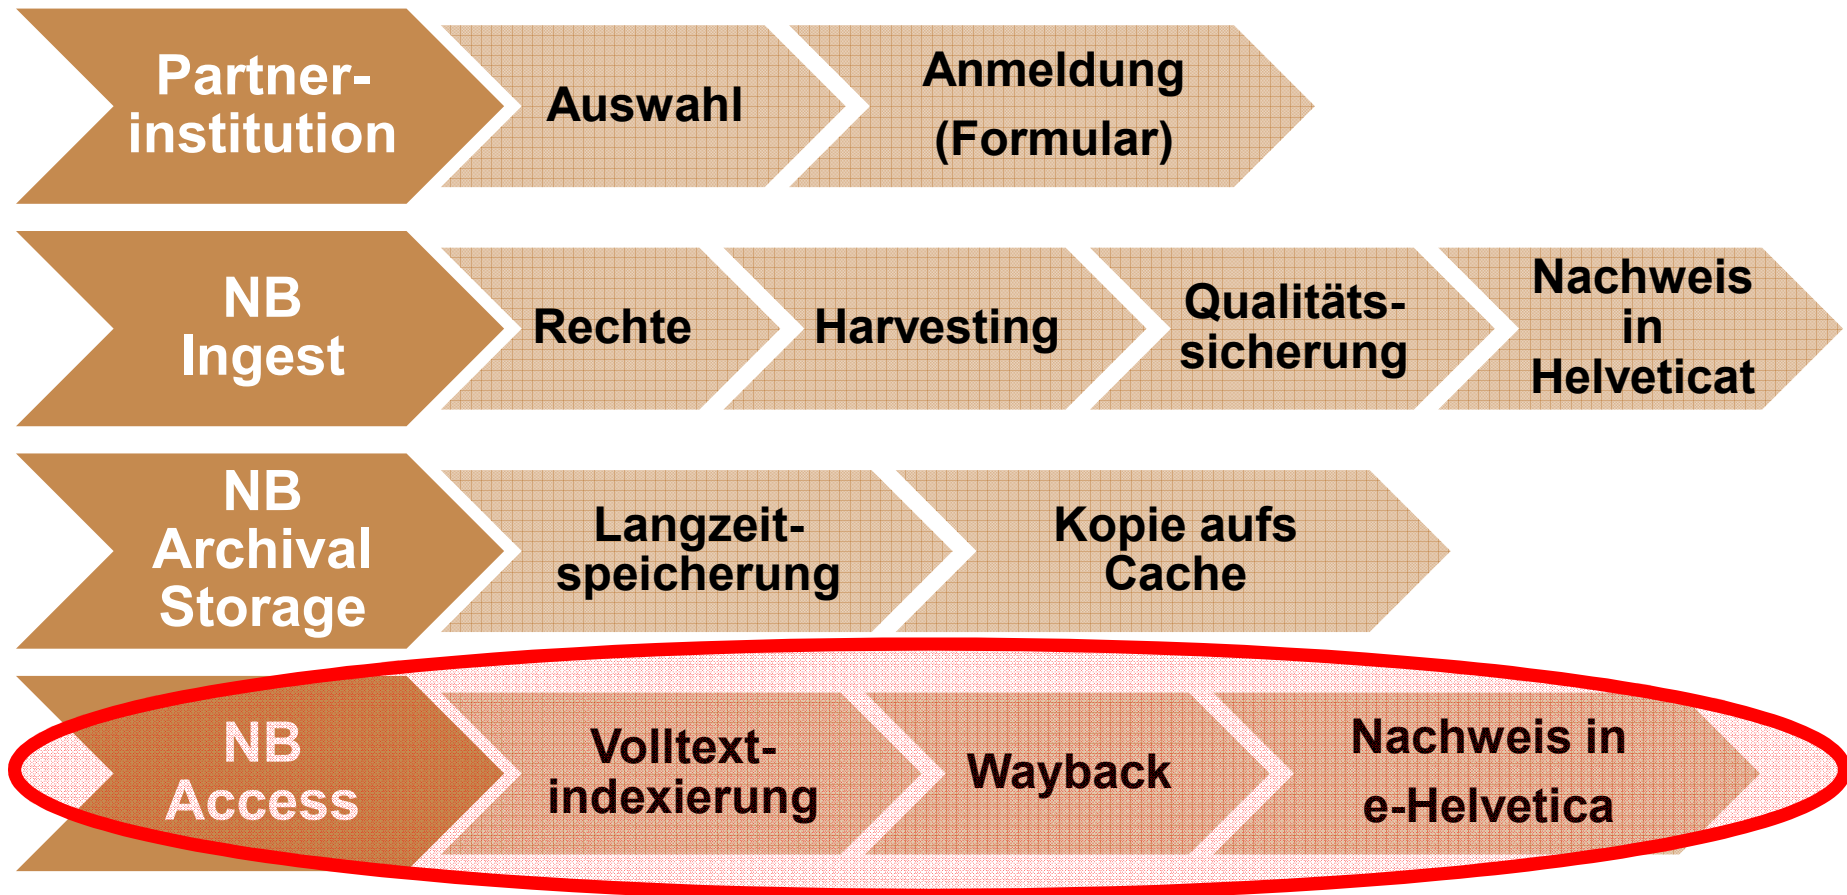 Partner-
institution
Auswahl
Anmeldung
(Formular)
NB
Ingest
Rechte
Harvesting
Qualitäts-
sicherung
Nachweis
in
Helveticat
NB
Archival
Storage
Langzeit-
speicherung
Kopie aufs
Cache
NB
Access
Volltext-
indexierung
Wayback
Nachweis in
e-Helvetica